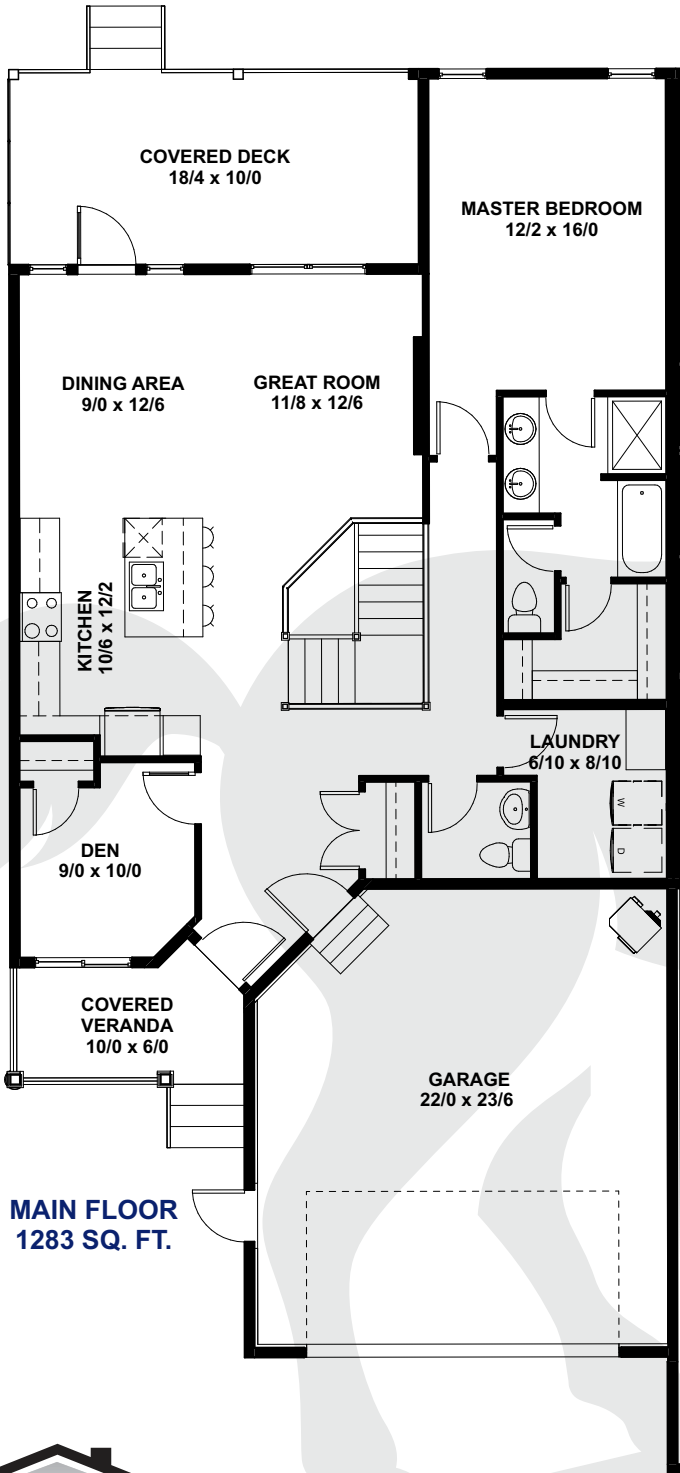 COVERED DECK
18/4 x 10/0
MASTER BEDROOM
12/2 x 16/0
DINING AREA
9/0 x 12/6
GREAT ROOM
11/8 x 12/6
KITCHEN
10/6 x 12/2
LAUNDRY
6/10 x 8/10
W
D
DEN
9/0 x 10/0
COVERED
VERANDA
10/0 x 6/0
GARAGE
22/0 x 23/6
MAIN FLOOR
1283 SQ. FT.